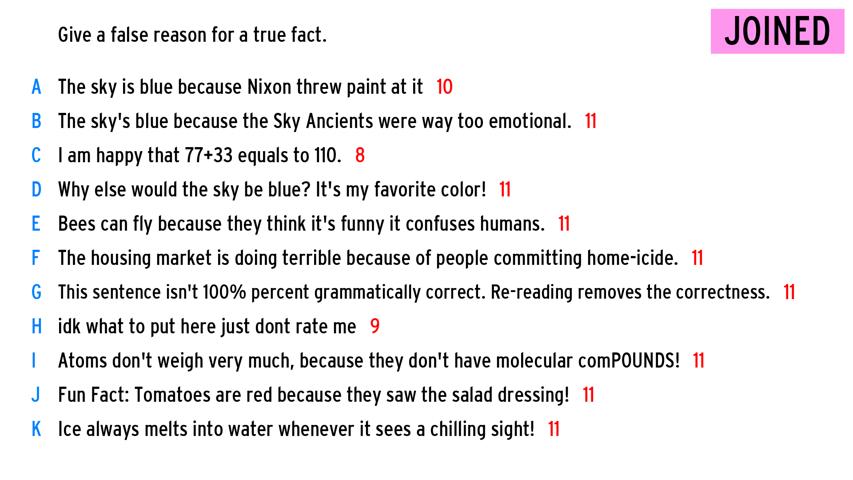 Give a false reason for a true fact.
JOINED
A The sky is blue because Nixon threw paint at it 10
B The sky's blue because the Sky Ancients were way too emotional. 11
C I am happy that 77+33 equals to 110. 8
D Why else would the sky be blue? It's my favorite color! 11
E Bees can fly because they think it's funny it confuses humans. 11
F The housing market is doing terrible because of people committing home-icide. 11
G This sentence isn't 100% percent grammatically correct. Re-reading removes the correctness. 11
H idk what to put here just dont rate me 9
I Atoms don't weigh very much, because they don't have molecular comPOUNDS! 11
J Fun Fact: Tomatoes are red because they saw the salad dressing! 11
K Ice always melts into water whenever it sees a chilling sight! 11